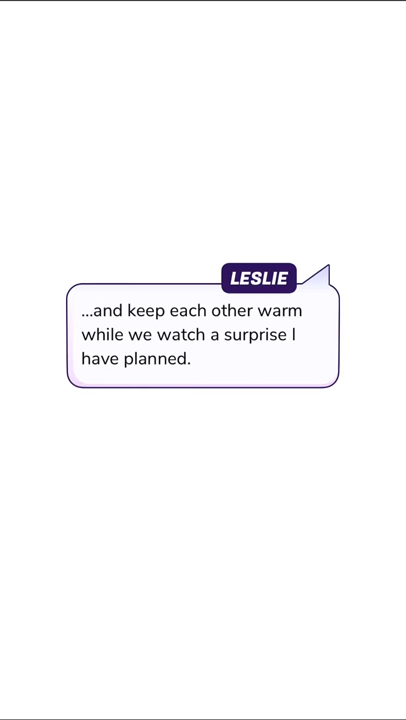 LESLIE
...and keep each other warm
while we watch a surprise I
have planned.